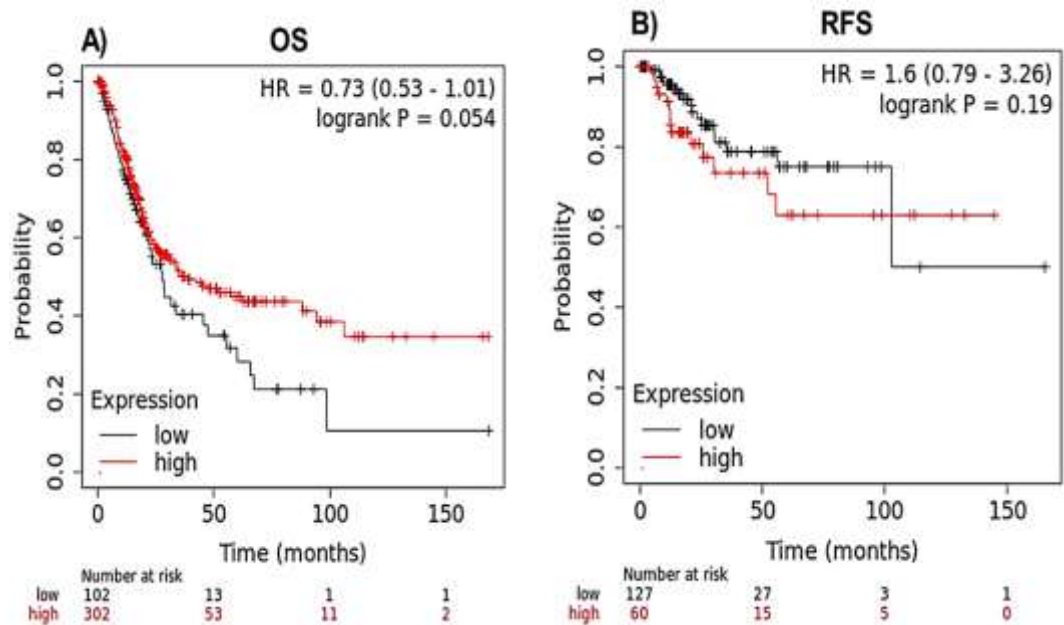 A) OS
HR = 0.73 (0.53 - 1.01)
logrank P = 0.054
Probability
1.0
0.8
0.6
0.4
0.2
0.0
Expression
low
high
0 50 100 150
Time (months)
Number at risk
low 102 13 1 1
high 302 53 11 2
B) RFS
HR = 1.6 (0.79 - 3.26)
logrank P = 0.19
Probability
1.0
0.8
0.6
0.4
0.2
0.0
Expression
low
high
0 50 100 150
Time (months)
Number at risk
low 127 27 3 1
high 60 15 5 0